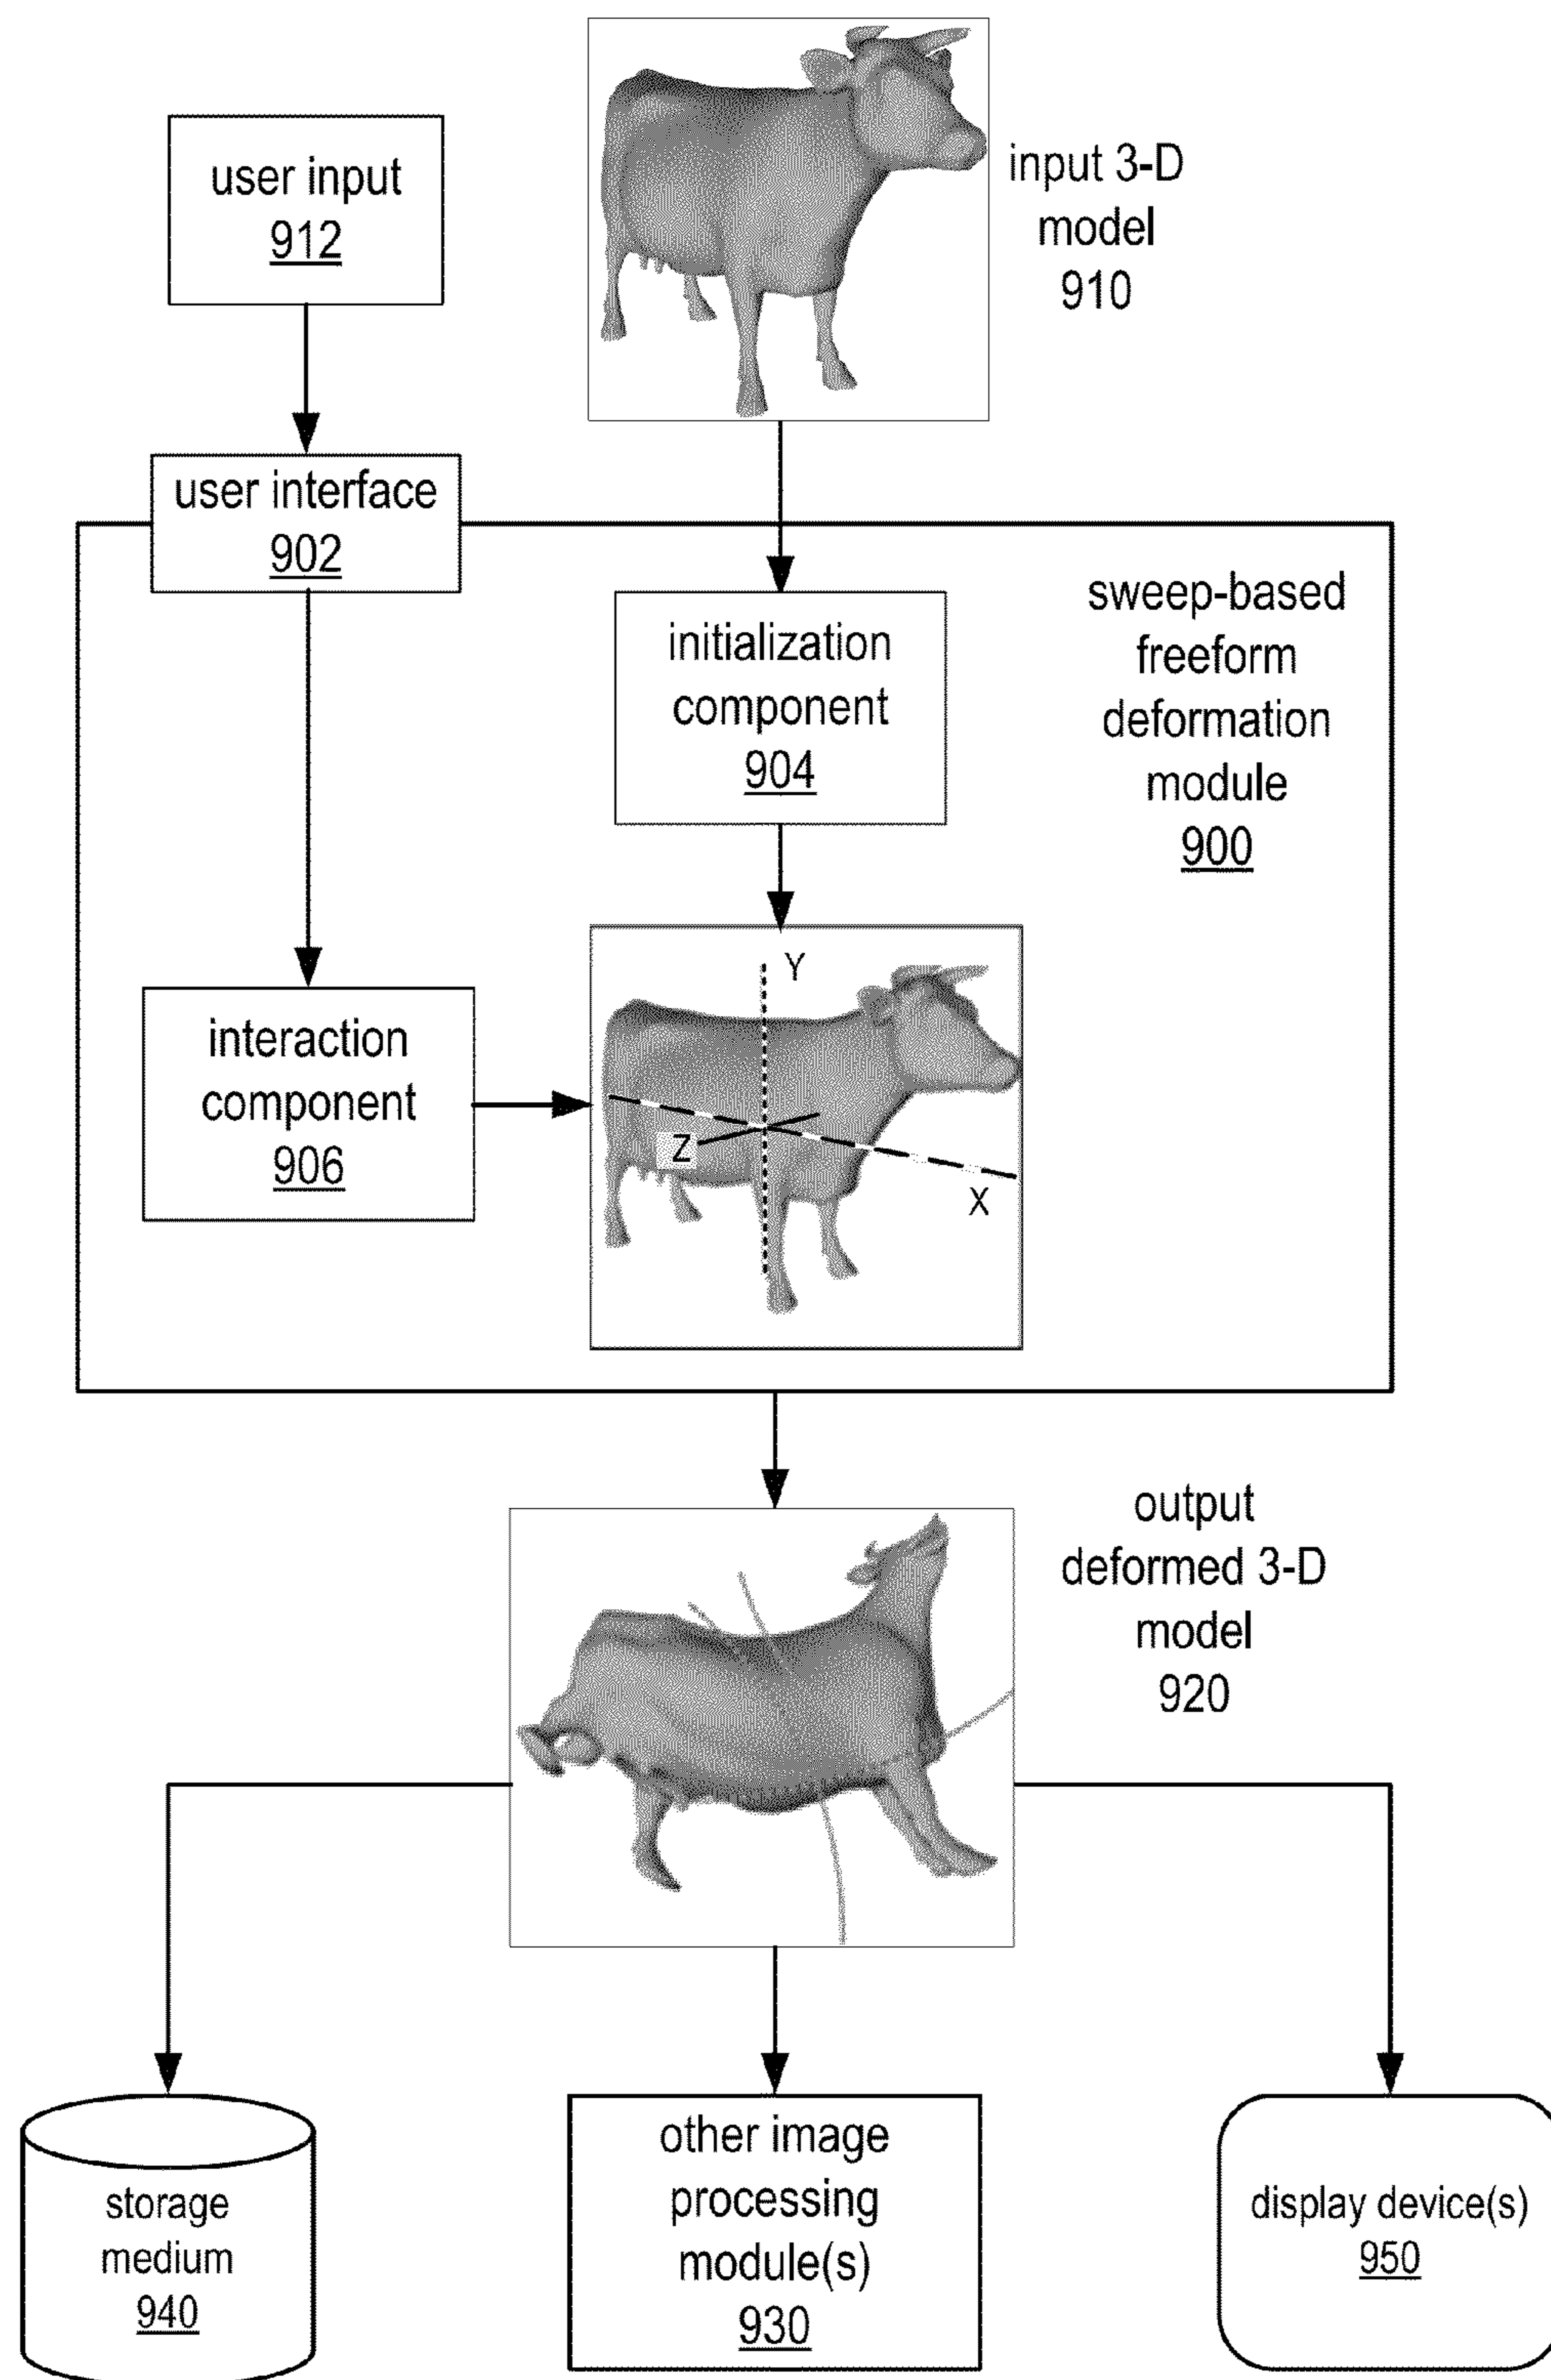 user input
912
input 3-D
model
910
user interface
902
initialization
component
904
sweep-based
freeform
deformation
module
900
interaction
component
906
Y
Z
X
output
deformed 3-D
model
920
storage
medium
940
other image
processing
module(s)
930
display device(s)
950